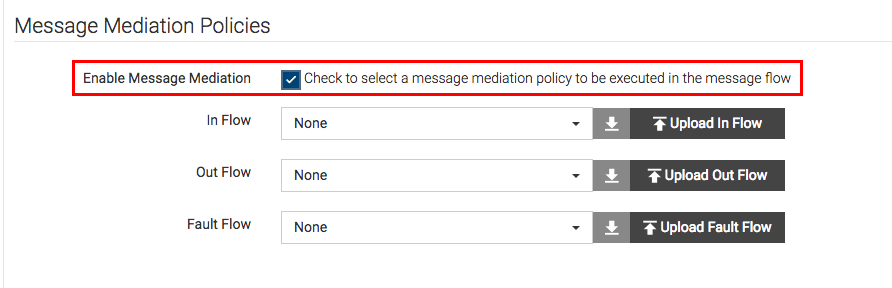 Message Mediation Policies
Enable Message Mediation Check to select a message mediation policy to be executed in the message flow
In Flow None Upload In Flow
Out Flow None Upload Out Flow
Fault Flow None Upload Fault Flow